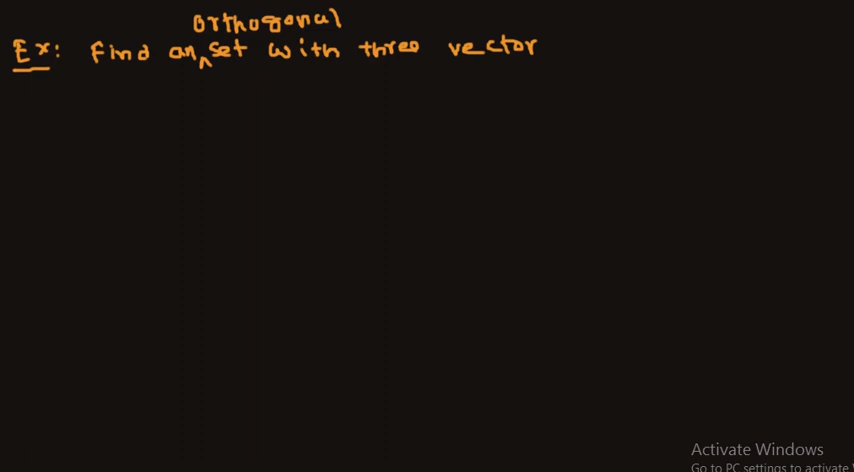 orthogonal
Ex: Find an ^ set with three vector
Activate Windows
Go to PC settings to activate